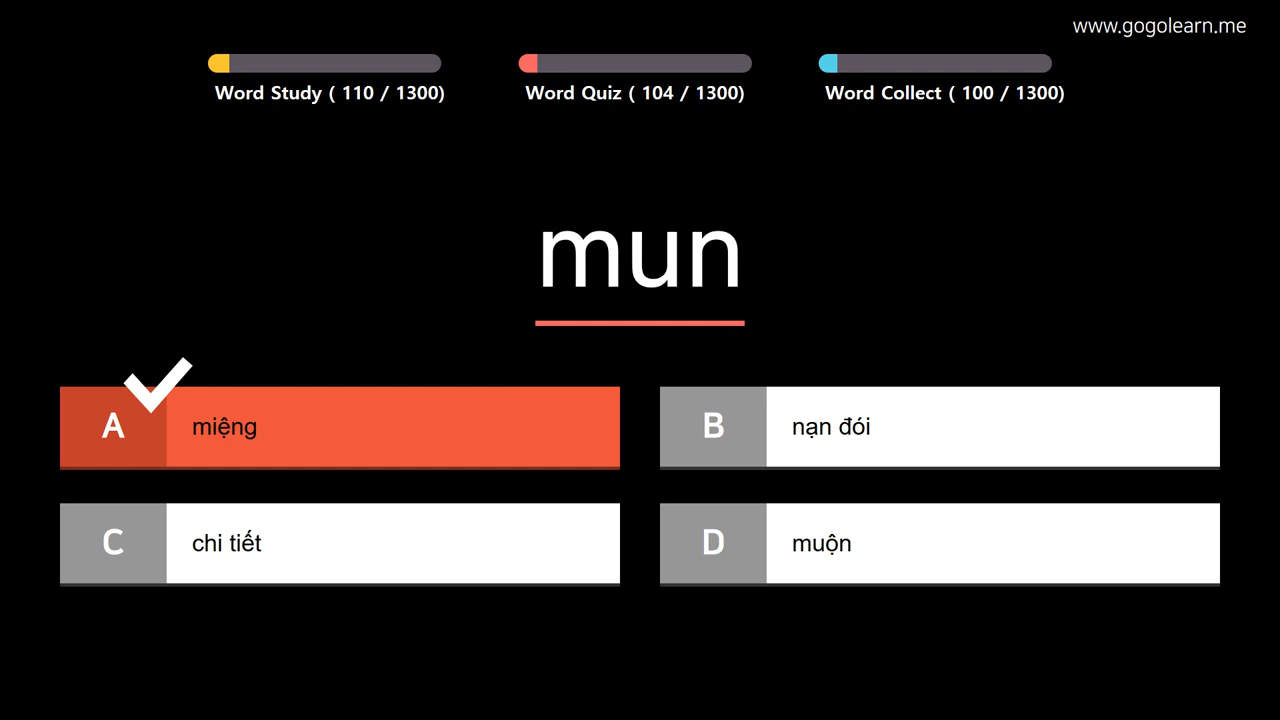 www.gogolearn.me
Word Study ( 110 / 1300)
Word Quiz ( 104 / 1300)
Word Collect ( 100 / 1300)
mun
A miệng
B nạn đói
C chi tiết
D muộn